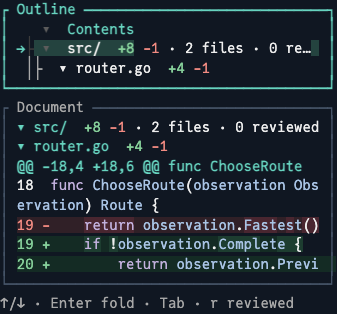 Outline
▾ Contents
→ ▾ src/ +8 -1 · 2 files · 0 re…
▾ router.go +4 -1
Document
▾ src/ +8 -1 · 2 files · 0 reviewed
▾ router.go +4 -1
@@ -18,4 +18,6 @@ func ChooseRoute
18 func ChooseRoute(observation Obs
ervation) Route {
19 - return observation.Fastest()
19 + if !observation.Complete {
20 + return observation.Previ
↑/↓ · Enter fold · Tab · r reviewed